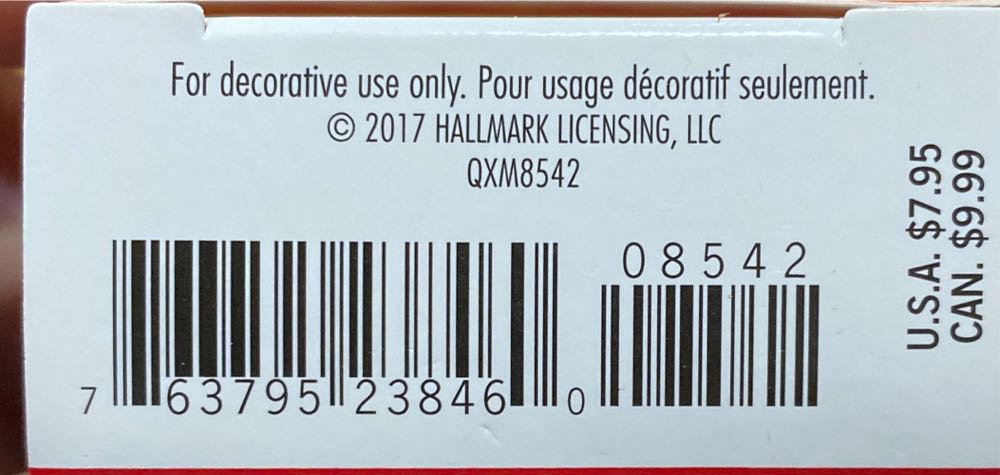 For decorative use only. Pour usage décoratif seulement.
© 2017 HALLMARK LICENSING, LLC
QXM8542
08542
7 63795 23846 0
U.S.A. $7.95
CAN. $9.99